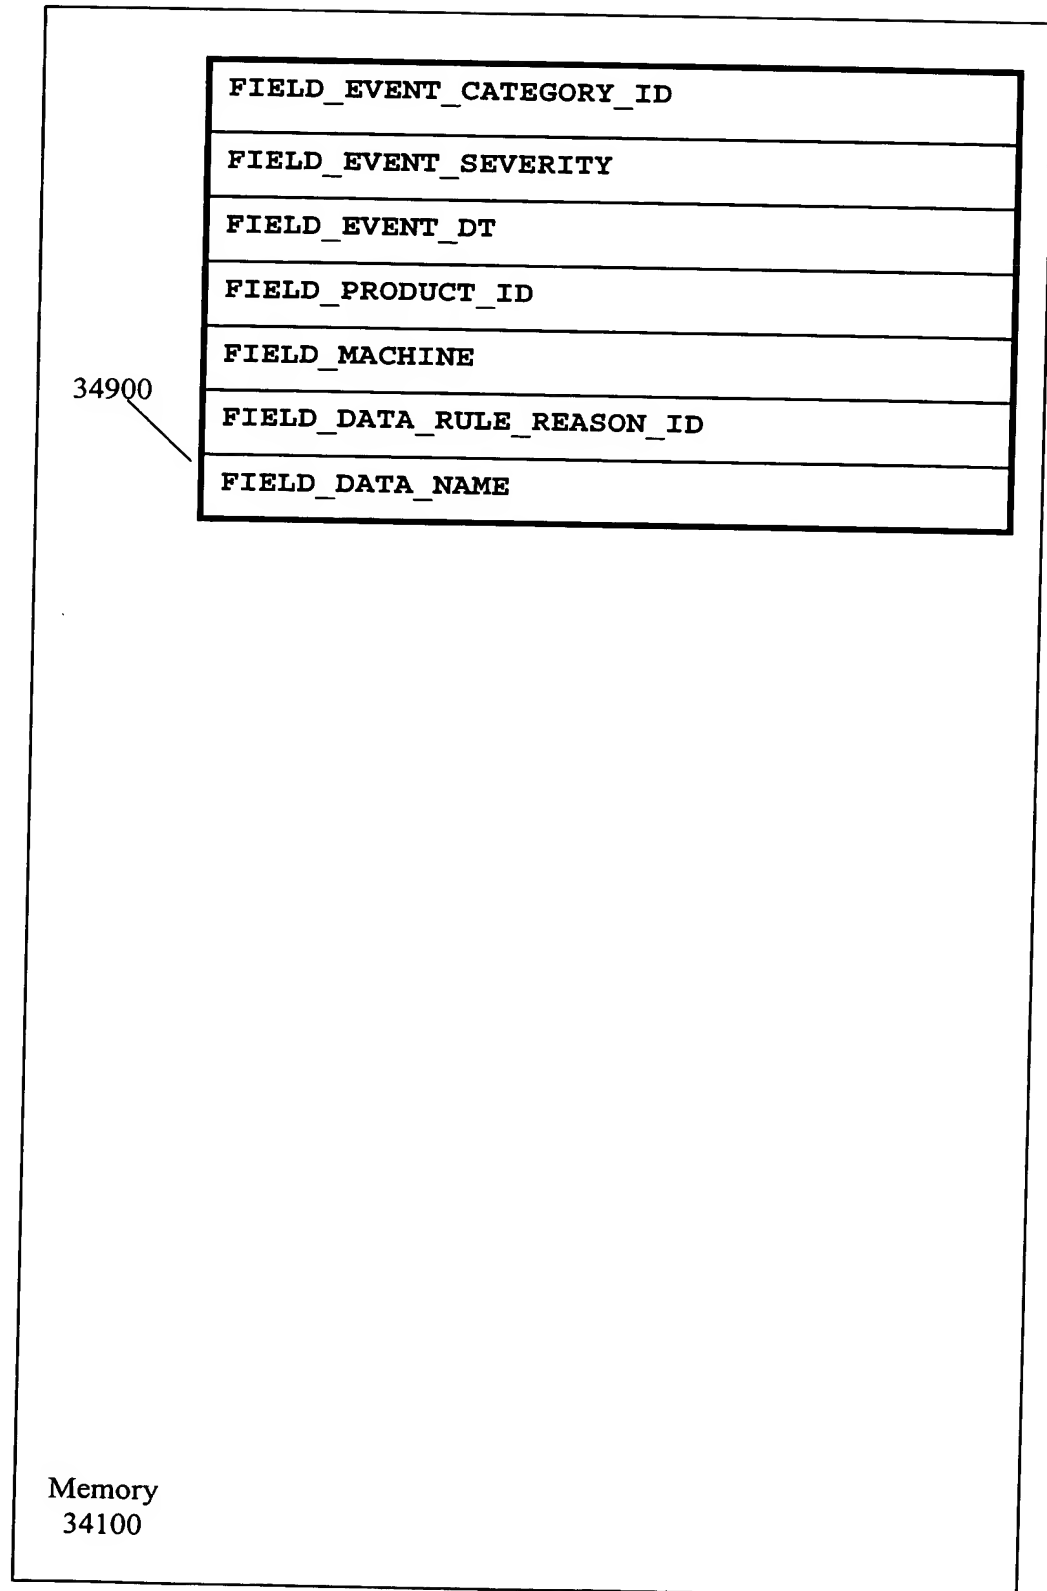 FIELD_EVENT_CATEGORY_ID
FIELD_EVENT_SEVERITY
FIELD_EVENT_DT
FIELD_PRODUCT_ID
FIELD_MACHINE
34900
FIELD_DATA_RULE_REASON_ID
FIELD_DATA_NAME
Memory
34100